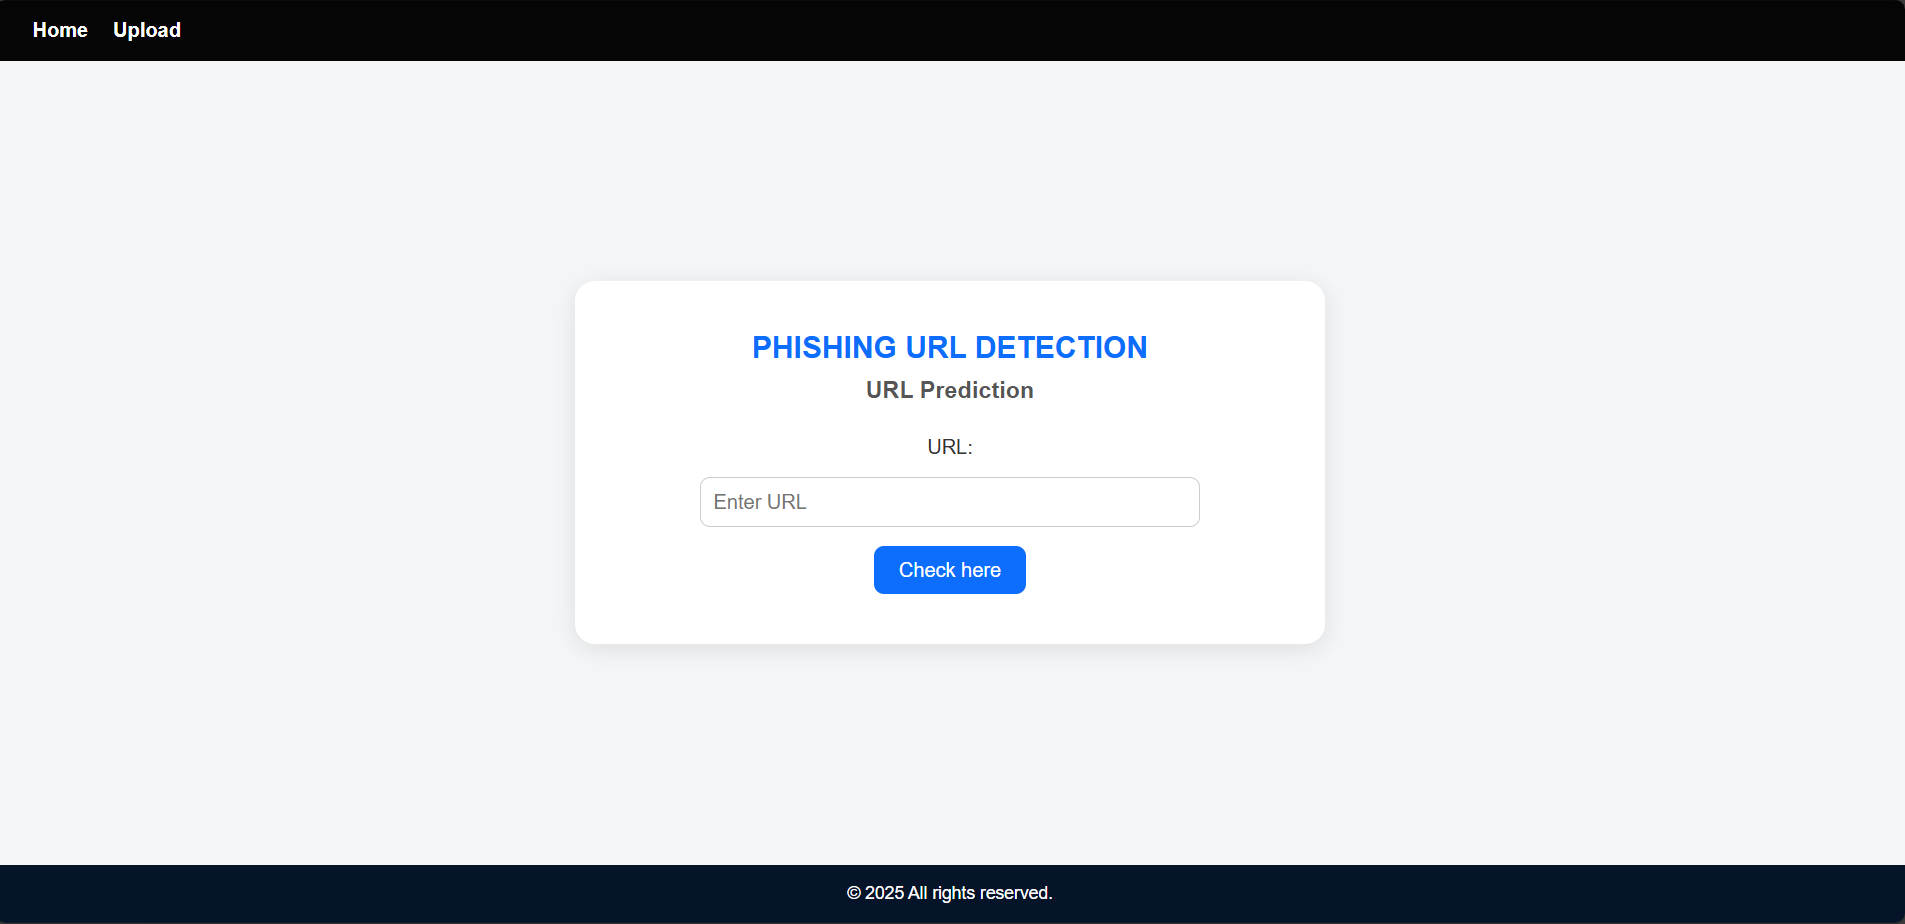 Home Upload
PHISHING URL DETECTION
URL Prediction
URL:
Enter URL
Check here
© 2025 All rights reserved.